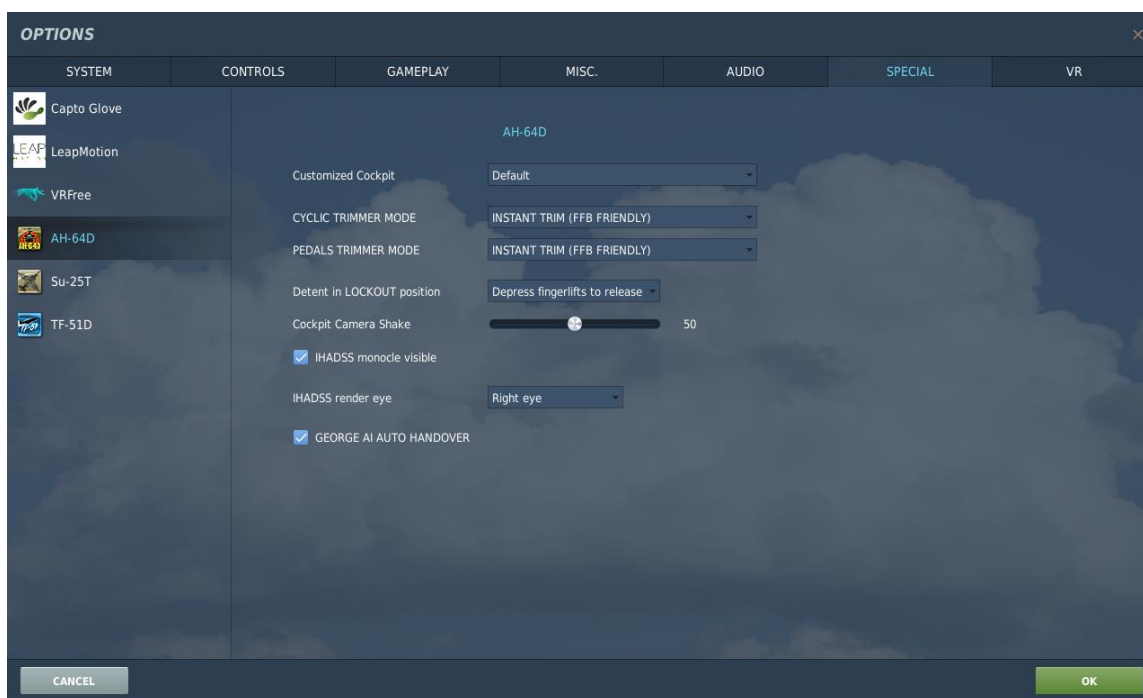 OPTIONS
SYSTEM CONTROLS GAMEPLAY MISC. AUDIO SPECIAL VR
Capto Glove
LEAP LeapMotion
VRFree
AH-64D
Su-25T
TF-51D
AH-64D
Customized Cockpit Default
CYCLIC TRIMMER MODE INSTANT TRIM (FFB FRIENDLY)
PEDALS TRIMMER MODE INSTANT TRIM (FFB FRIENDLY)
Detent in LOCKOUT position Depress fingerlifts to release
Cockpit Camera Shake 50
IHADSS monocle visible
IHADSS render eye Right eye
GEORGE AI AUTO HANDOVER
CANCEL OK